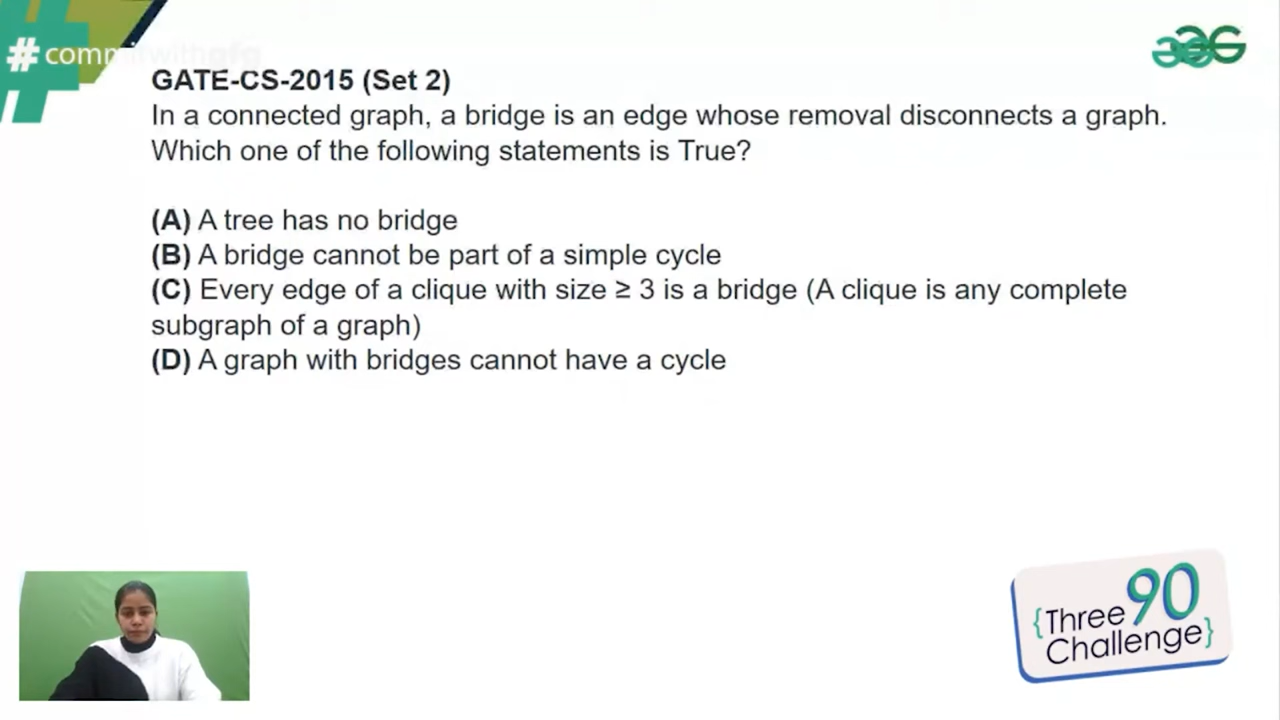 #commitwithgfg
GATE-CS-2015 (Set 2)
In a connected graph, a bridge is an edge whose removal disconnects a graph.
Which one of the following statements is True?
(A) A tree has no bridge
(B) A bridge cannot be part of a simple cycle
(C) Every edge of a clique with size ≥ 3 is a bridge (A clique is any complete
subgraph of a graph)
(D) A graph with bridges cannot have a cycle
{Three 90
Challenge}